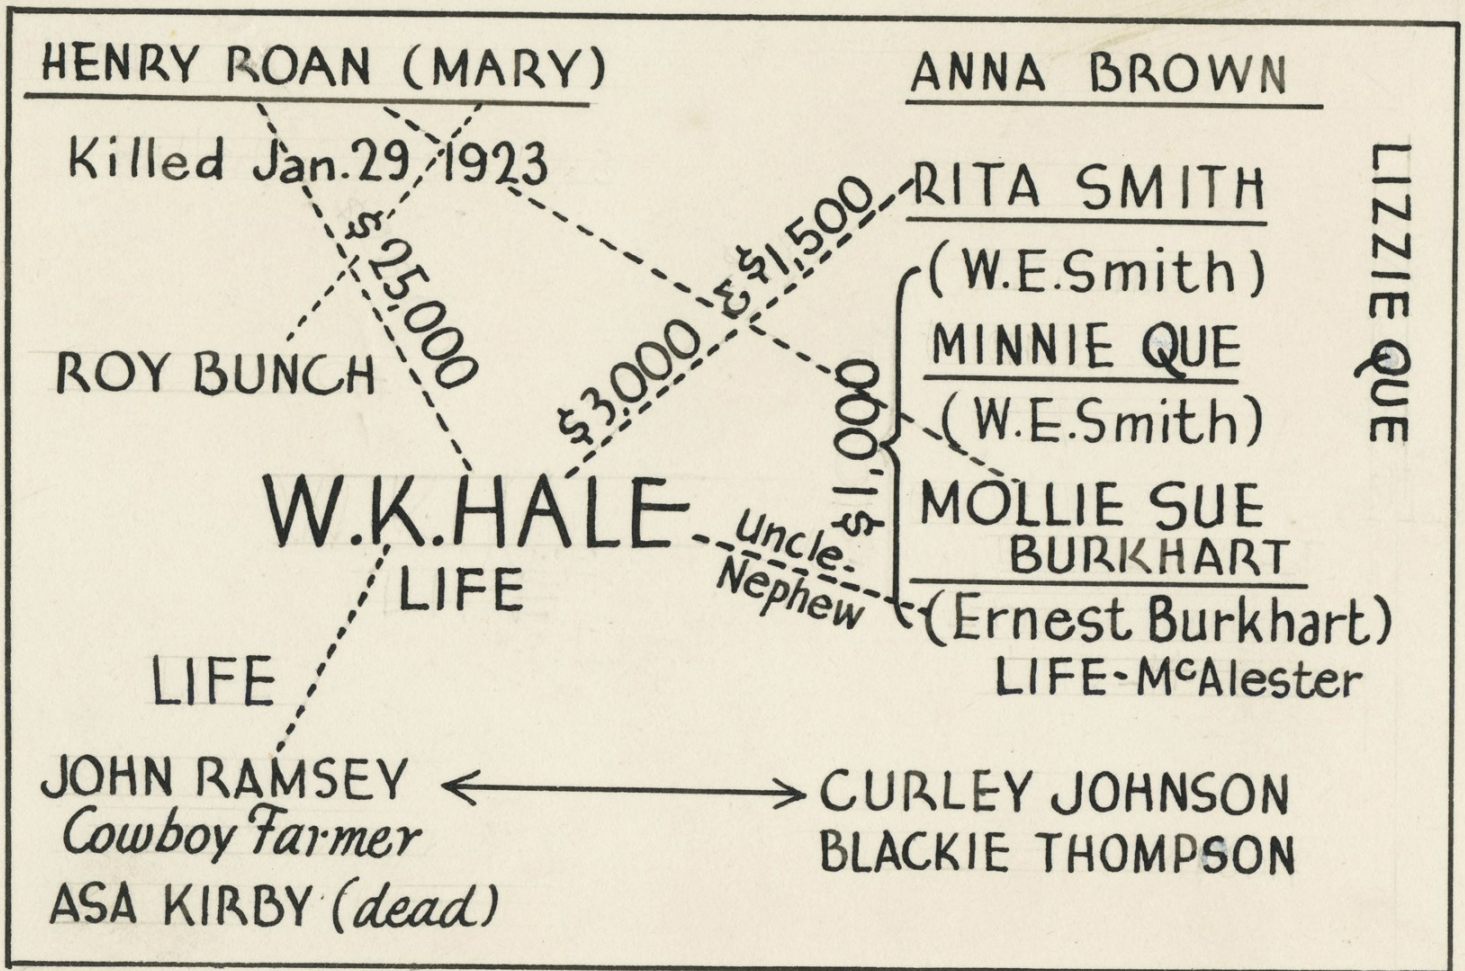 HENRY ROAN (MARY)
Killed Jan. 29, 1923
ANNA BROWN
RITA SMITH
(W.E. Smith)
MINNIE QUE
(W.E. Smith)
MOLLIE SUE
BURKHART
(Ernest Burkhart)
LIFE-McAlester
LIZZIE QUE
$25,000
$3,000
& $1,500
$1,000
ROY BUNCH
W.K. HALE
LIFE
Uncle-
Nephew
LIFE
JOHN RAMSEY
Cowboy Farmer
ASA KIRBY (dead)
CURLEY JOHNSON
BLACKIE THOMPSON